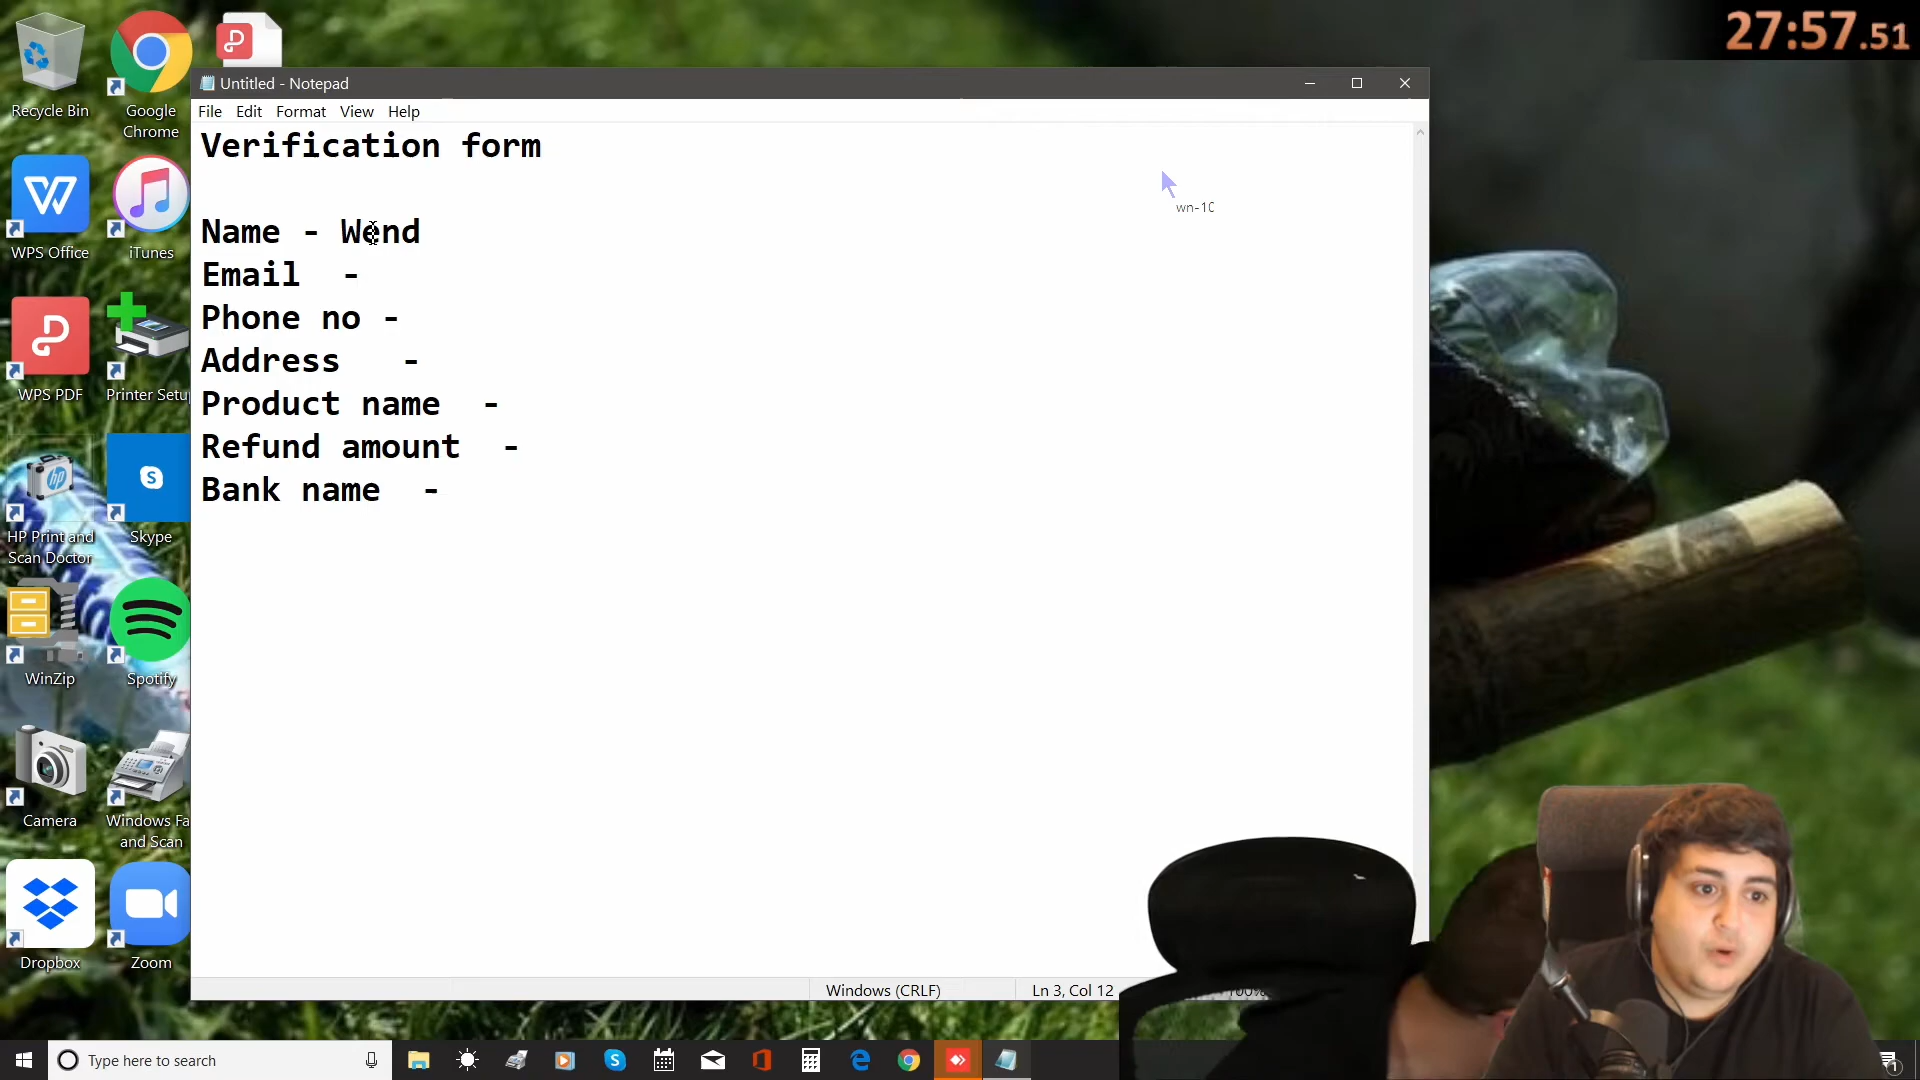 27:57.51
Untitled - Notepad
File Edit Format View Help
Verification form
Name - Wend
Email -
Phone no -
Address -
Product name -
Refund amount -
Bank name -
wn-10
Recycle Bin
Google Chrome
WPS Office
iTunes
WPS PDF
Printer Setu
HP Print and Scan Doctor
Skype
WinZip
Spotify
Camera
Windows Fa and Scan
Dropbox
Zoom
Windows (CRLF)
Ln 3, Col 12
100%
Type here to search